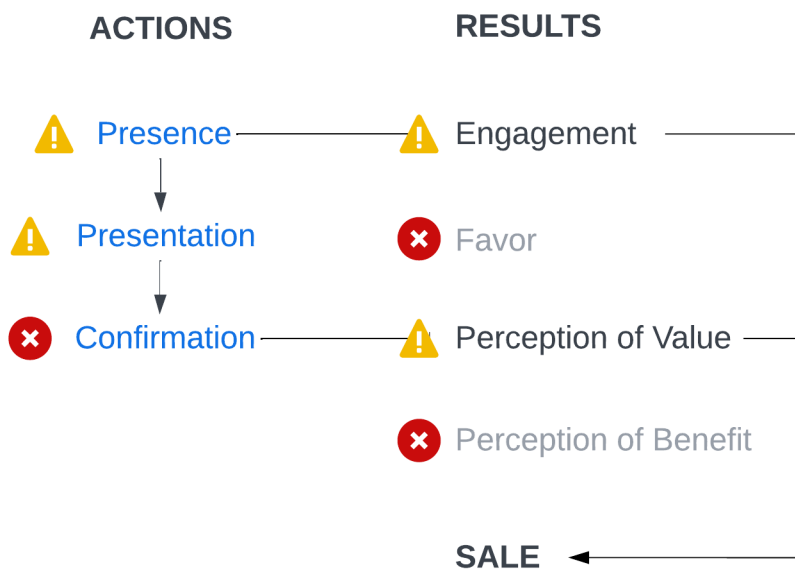 ACTIONS RESULTS
Presence Engagement
Presentation Favor
Confirmation Perception of Value
Perception of Benefit
SALE